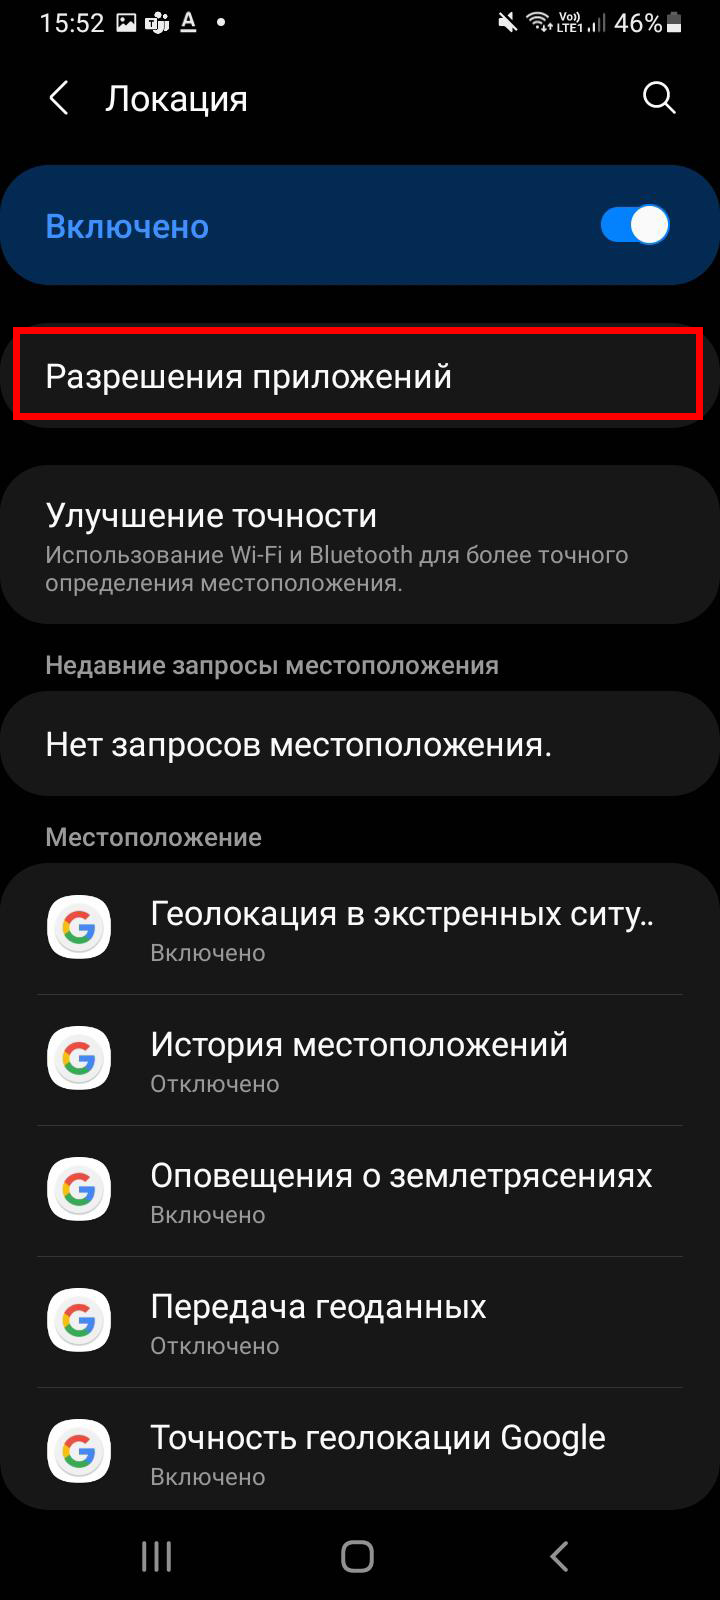 15:52 A Vo)) LTE1 46%
Локация
Включено
Разрешения приложений
Улучшение точности
Использование Wi-Fi и Bluetooth для более точного
определения местоположения.
Недавние запросы местоположения
Нет запросов местоположения.
Местоположение
Геолокация в экстренных ситу..
Включено
История местоположений
Отключено
Оповещения о землетрясениях
Включено
Передача геоданных
Отключено
Точность геолокации Google
Включено